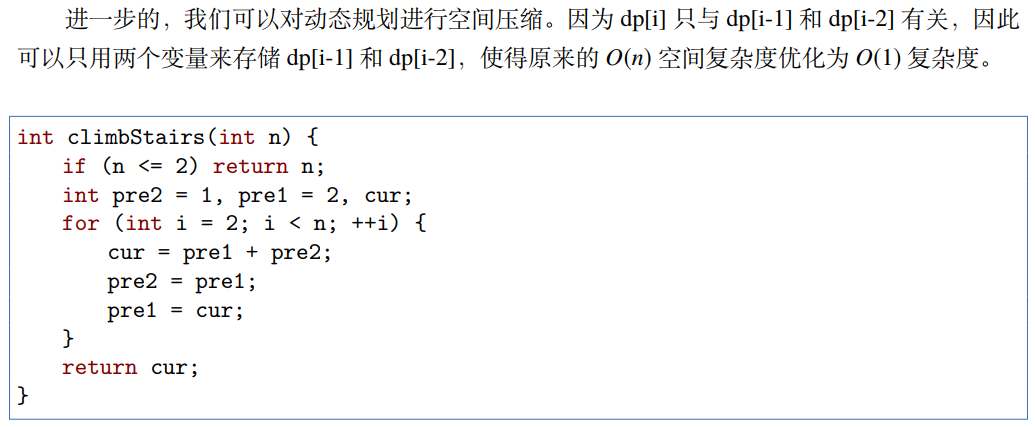 进一步的，我们可以对动态规划进行空间压缩。因为 dp[i] 只与 dp[i-1] 和 dp[i-2] 有关，因此
可以只用两个变量来存储 dp[i-1] 和 dp[i-2]，使得原来的 O(n) 空间复杂度优化为 O(1) 复杂度。
int climbStairs(int n) {
    if (n <= 2) return n;
    int pre2 = 1, pre1 = 2, cur;
    for (int i = 2; i < n; ++i) {
        cur = pre1 + pre2;
        pre2 = pre1;
        pre1 = cur;
    }
    return cur;
}